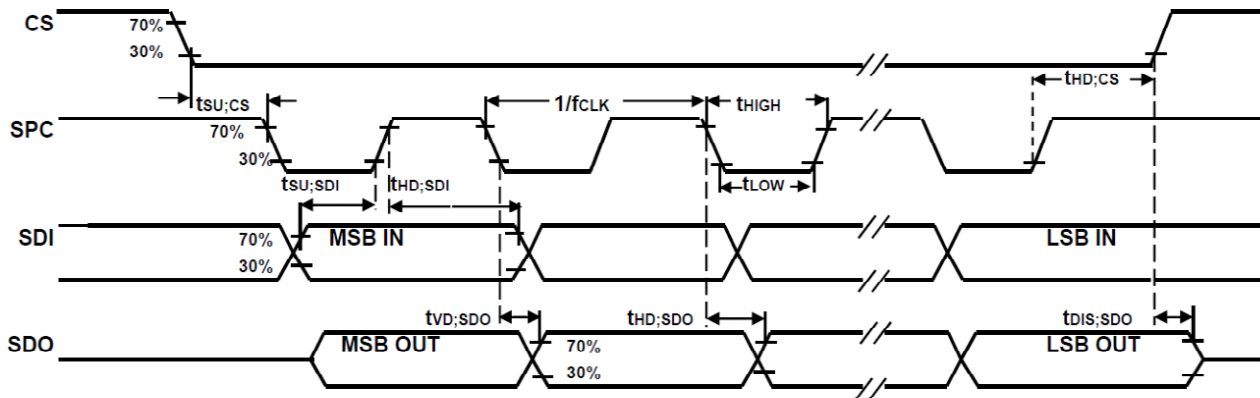 CS
70%
30%
tSU;CS
1/fCLK
tHIGH
tHD;CS
SPC
70%
30%
tSU;SDI
tHD;SDI
tLOW
SDI
70%
30%
MSB IN
LSB IN
tVD;SDO
tHD;SDO
tDIS;SDO
SDO
MSB OUT
70%
30%
LSB OUT